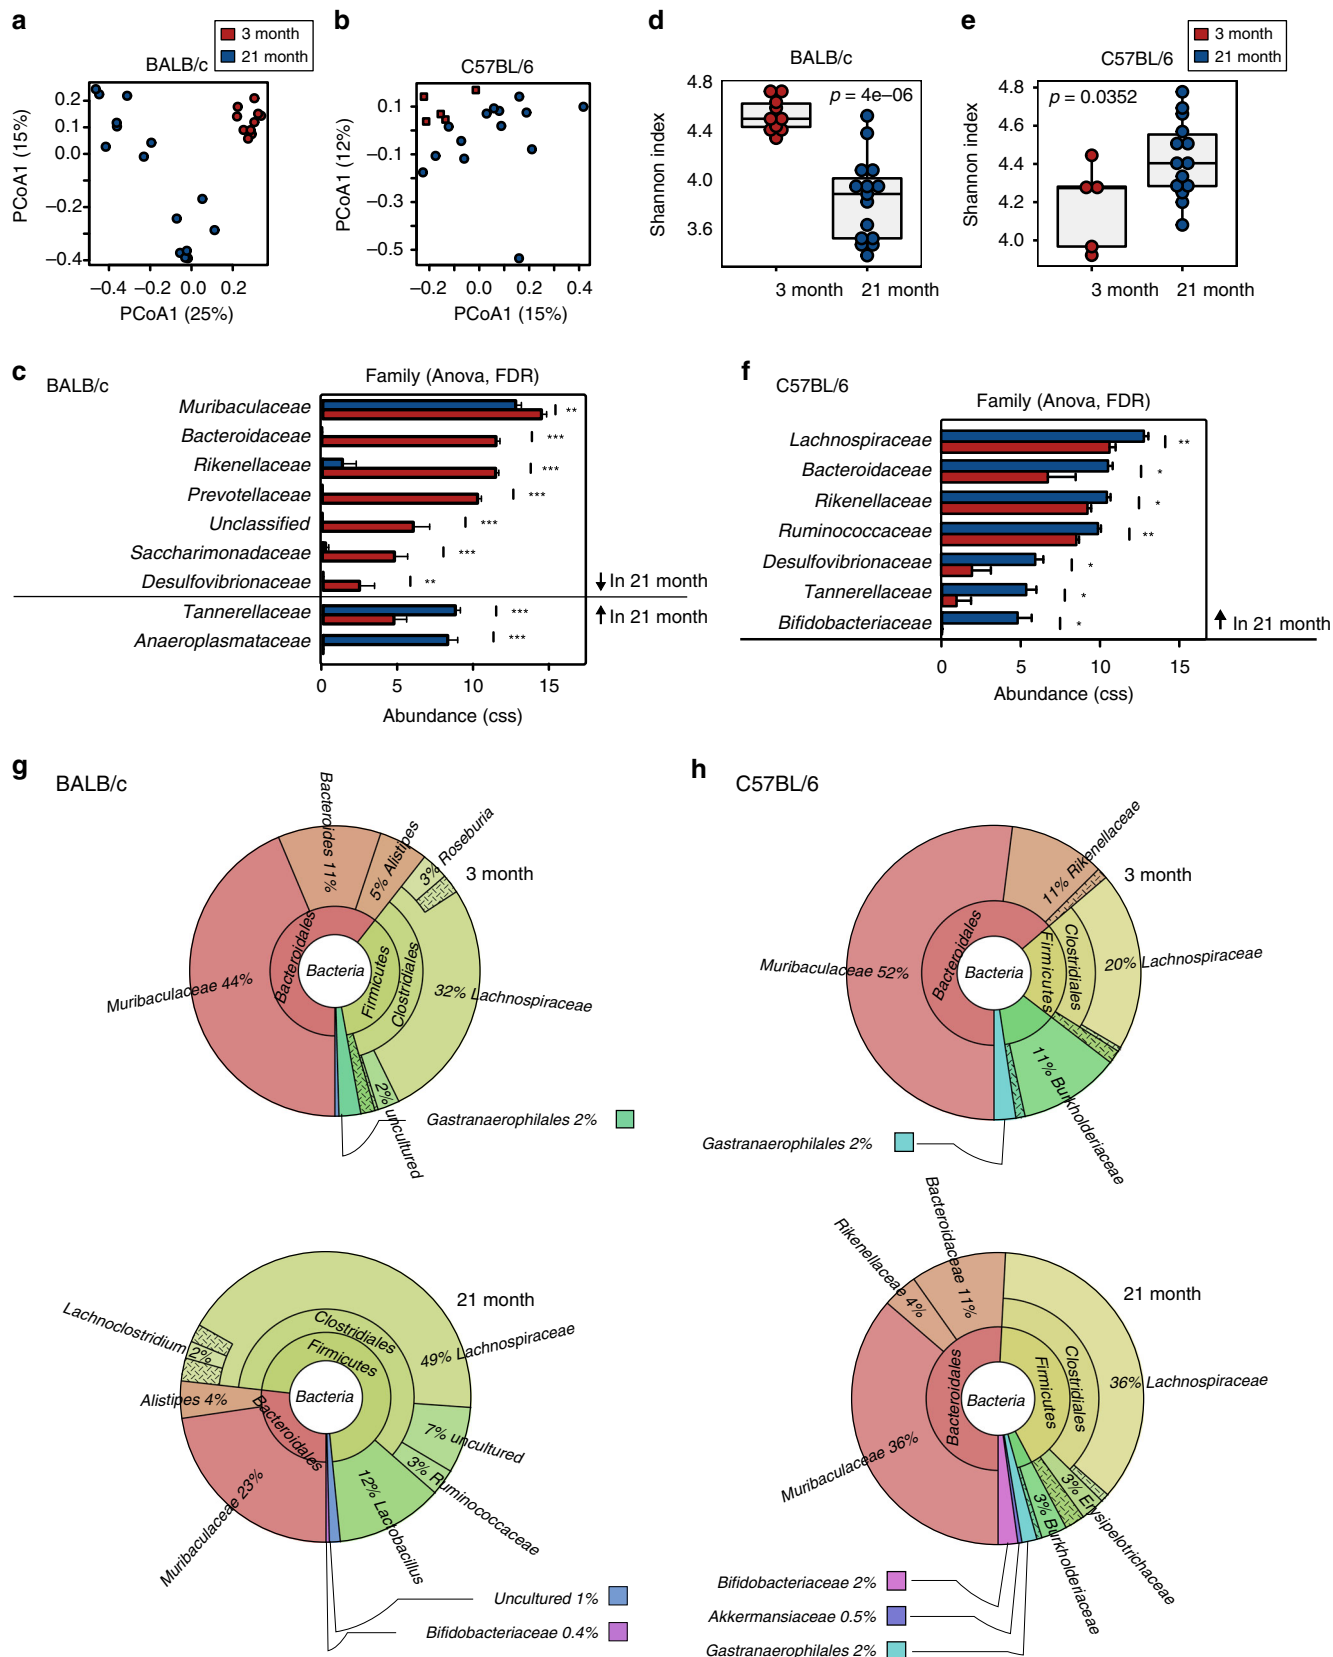 a
3 month
21 month
BALB/c
0.2
0.1
0.0
−0.2
−0.4
PCoA1 (15%)
−0.4 −0.2 0.0 0.2
PCoA1 (25%)
b
C57BL/6
0.1
−0.1
−0.3
−0.5
PCoA1 (12%)
−0.2 0.0 0.2 0.4
PCoA1 (15%)
d
BALB/c
4.8
4.4
4.0
3.6
Shannon index
p = 4e−06
3 month 21 month
e
3 month
21 month
C57BL/6
4.8
4.6
4.4
4.2
4.0
Shannon index
p = 0.0352
3 month 21 month
c
BALB/c
Family (Anova, FDR)
Muribaculaceae **
Bacteroidaceae ***
Rikenellaceae ***
Prevotellaceae ***
Unclassified ***
Saccharimonadaceae ***
Desulfovibrionaceae **
↓ In 21 month
Tannerellaceae ***
↑ In 21 month
Anaeroplasmataceae ***
0 5 10 15
Abundance (css)
f
C57BL/6
Family (Anova, FDR)
Lachnospiraceae **
Bacteroidaceae *
Rikenellaceae *
Ruminococcaceae **
Desulfovibrionaceae *
Tannerellaceae *
Bifidobacteriaceae *
↑ In 21 month
0 5 10 15
Abundance (css)
g
BALB/c
3 month
Bacteroides 11%
5% Alistipes
3% Roseburia
Muribaculaceae 44%
Bacteroidales
Bacteria
Firmicutes
Clostridiales
32% Lachnospiraceae
2% uncultured
Gastranaerophilales 2%
21 month
Lachnoclostridium 2%
Clostridiales
Firmicutes
49% Lachnospiraceae
Alistipes 4%
Bacteroidales
Bacteria
7% uncultured
3% Ruminococcaceae
12% Lactobacillus
Muribaculaceae 23%
Uncultured 1%
Bifidobacteriaceae 0.4%
h
C57BL/6
3 month
11% Rikenellaceae
Muribaculaceae 52%
Bacteroidales
Bacteria
Firmicutes
Clostridiales
20% Lachnospiraceae
11% Burkholderiaceae
Gastranaerophilales 2%
21 month
Rikenellaceae 4%
Bacteroidaceae 11%
Bacteroidales
Bacteria
Firmicutes
Clostridiales
36% Lachnospiraceae
Muribaculaceae 36%
3% Erysipelotrichaceae
3% Burkholderiaceae
Bifidobacteriaceae 2%
Akkermansiaceae 0.5%
Gastranaerophilales 2%